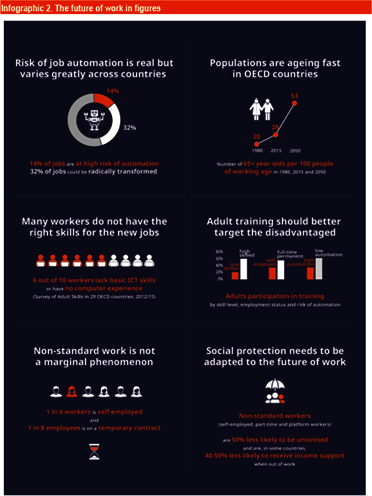 Infographic 2. The future of work in figures
Risk of job automation is real but
varies greatly across countries
14%
32%
14% of jobs are at high risk of automation
32% of jobs could be radically transformed
Populations are ageing fast
in OECD countries
53
28
20
1980 2015 2050
Number of 65+ year-olds per 100 people
of working age in 1980, 2015 and 2050
Many workers do not have the
right skills for the new jobs
6 out of 10 workers lack basic ICT skills
or have no computer experience
(Survey of Adult Skills in 29 OECD countries, 2012/15)
Adult training should better
target the disadvantaged
80%
60%
40%
20%
0%
low
skilled
high
skilled
self
employed
full-time
permanent
high
automation
low
automation
Adults participation in training
by skill level, employment status and risk of automation
Non-standard work is not
a marginal phenomenon
1 in 6 workers is self-employed
and
1 in 8 employees is on a temporary contract
Social protection needs to be
adapted to the future of work
Non-standard workers
(self-employed, part-time and platform workers)
are 50% less likely to be unionised
and are, in some countries,
40-50% less likely to receive income support
when out of work